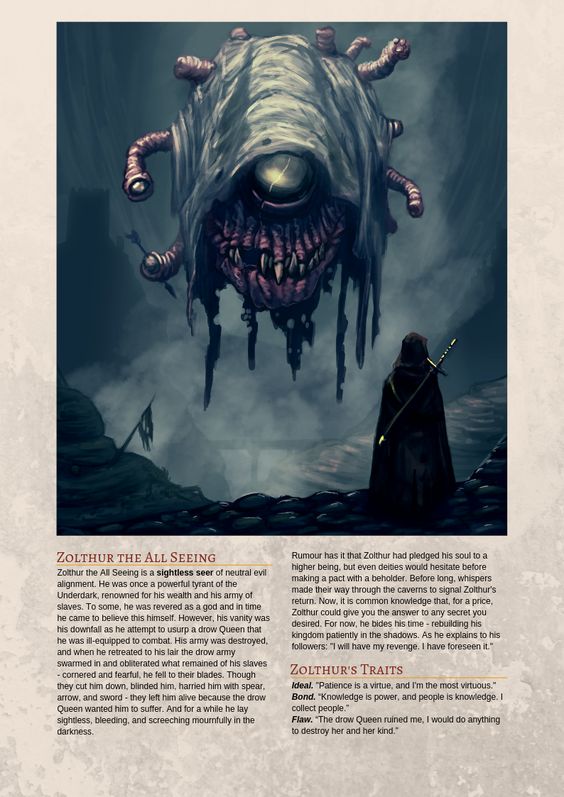 Zolthur the All Seeing
Zolthur the All Seeing is a sightless seer of neutral evil
alignment. He was once a powerful tyrant of the
Underdark, renowned for his wealth and his army of
slaves. To some, he was revered as a god and in time
he came to believe this himself. However, his vanity was
his downfall as he attempt to usurp a drow Queen that
he was ill-equipped to combat. His army was destroyed,
and when he retreated to his lair the drow army
swarmed in and obliterated what remained of his slaves
- cornered and fearful, he fell to their blades. Though
they cut him down, blinded him, harried him with spear,
arrow, and sword - they left him alive because the drow
Queen wanted him to suffer. And for a while he lay
sightless, bleeding, and screeching mournfully in the
darkness.
Rumour has it that Zolthur had pledged his soul to a
higher being, but even deities would hesitate before
making a pact with a beholder. Before long, whispers
made their way through the caverns to signal Zolthur's
return. Now, it is common knowledge that, for a price,
Zolthur could give you the answer to any secret you
desired. For now, he bides his time - rebuilding his
kingdom patiently in the shadows. As he explains to his
followers: "I will have my revenge. I have foreseen it."
Zolthur's Traits
Ideal. "Patience is a virtue, and I'm the most virtuous."
Bond. "Knowledge is power, and people is knowledge. I
collect people."
Flaw. "The drow Queen ruined me, I would do anything
to destroy her and her kind."